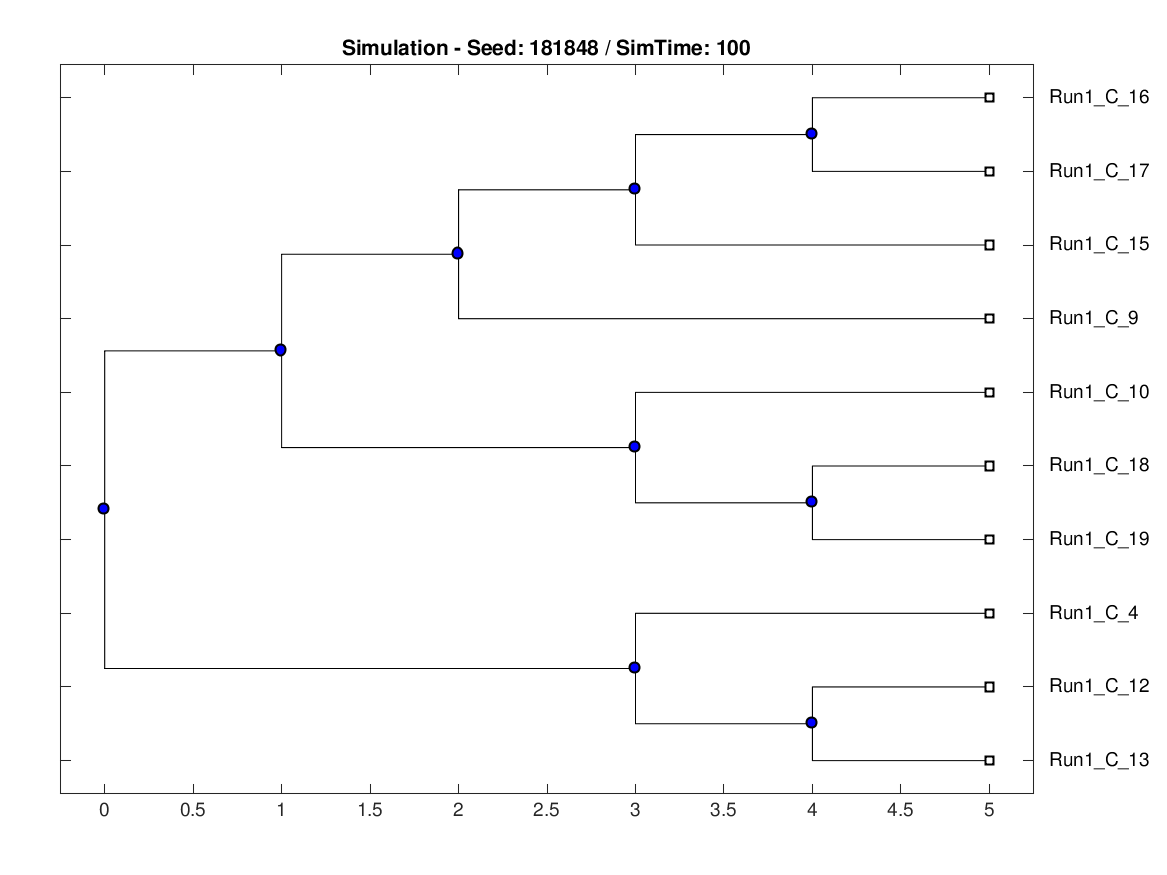 Simulation - Seed: 181848 / SimTime: 100
Run1_C_16
Run1_C_17
Run1_C_15
Run1_C_9
Run1_C_10
Run1_C_18
Run1_C_19
Run1_C_4
Run1_C_12
Run1_C_13
0 0.5 1 1.5 2 2.5 3 3.5 4 4.5 5